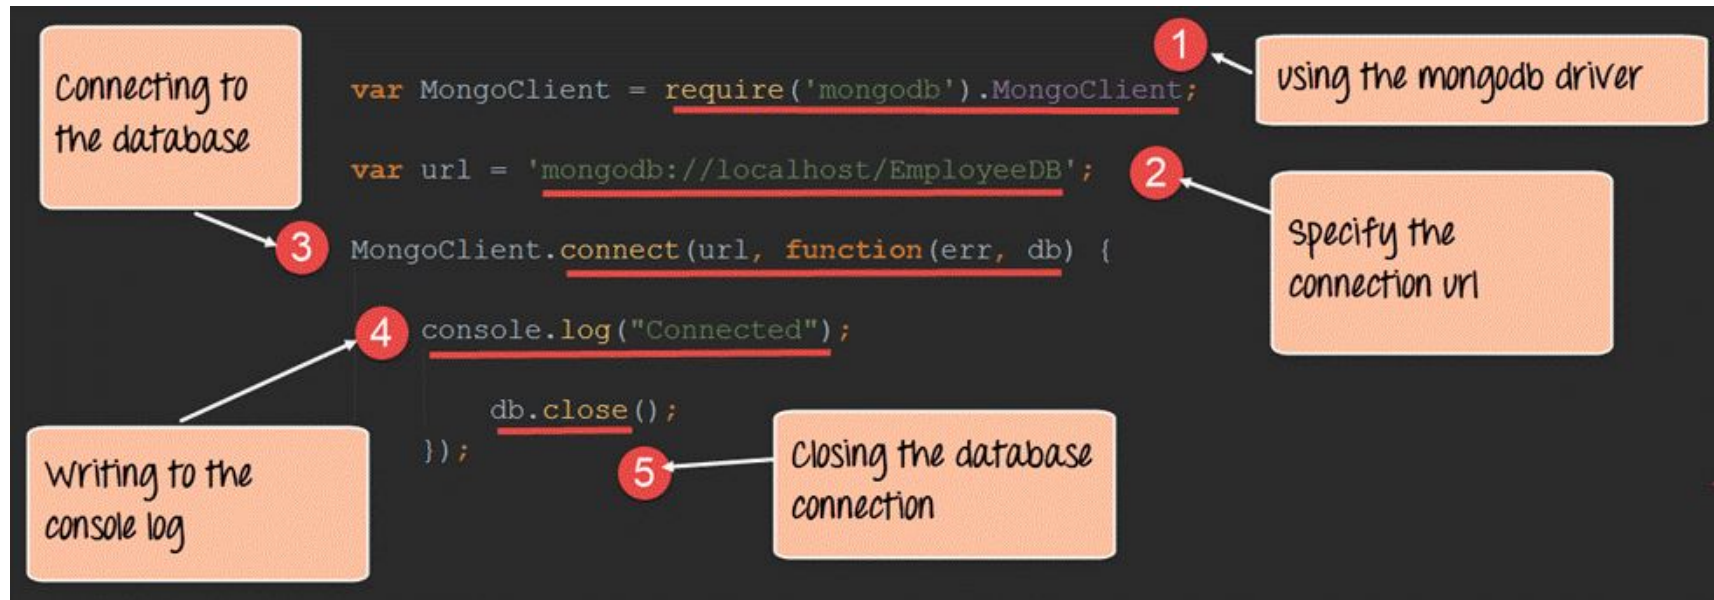 Connecting to
the database
var MongoClient = require('mongodb').MongoClient;
1
using the mongodb driver
var url = 'mongodb://localhost/EmployeeDB';
2
Specify the
connection url
3
MongoClient.connect(url, function(err, db) {
4
console.log("Connected");
Writing to the
console log
db.close();
});
5
Closing the database
connection